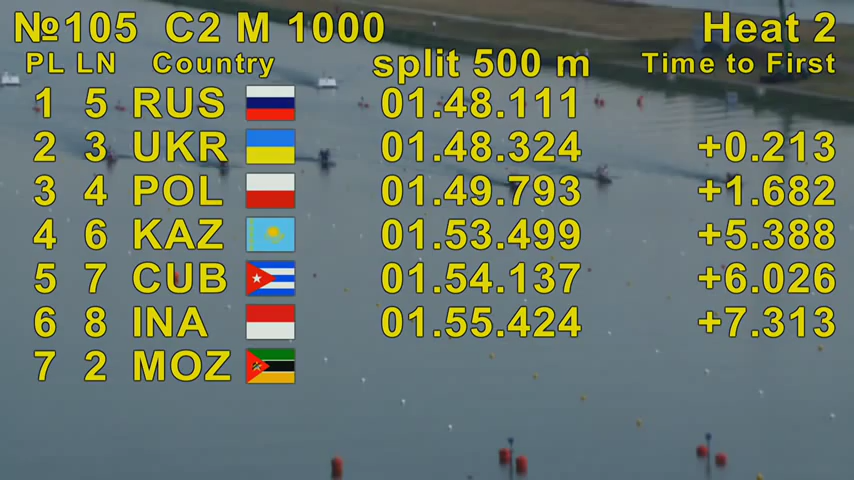 №105 C2 M 1000 Heat 2
PL LN Country split 500 m Time to First
1 5 RUS 01.48.111
2 3 UKR 01.48.324 +0.213
3 4 POL 01.49.793 +1.682
4 6 KAZ 01.53.499 +5.388
5 7 CUB 01.54.137 +6.026
6 8 INA 01.55.424 +7.313
7 2 MOZ